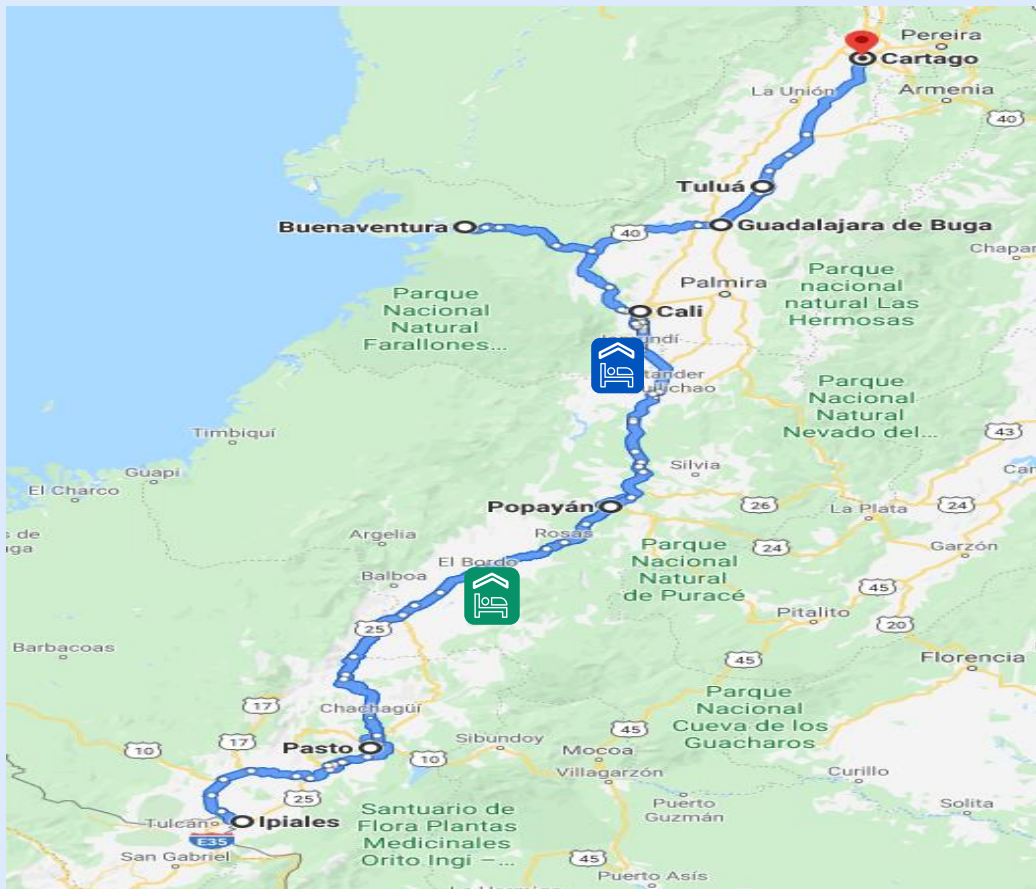 Pereira
Cartago
La Unión
Armenia
40
Tuluá
Buenaventura
40
Guadalajara de Buga
Chapar
Parque
nacional
natural Las
Hermosas
Palmira
Parque
Nacional
Natural
Farallones...
Cali
Parque
Nacional
Natural
Nevado del...
43
Timbiquí
Guapi
El Charco
Silvia
Popayán
26
La Plata
24
Argelia
Rosas
Parque
Nacional
Natural
de Puracé
24
Garzón
El Bordo
Balboa
45
Pitalito
20
25
Barbacoas
45
Florencia
17
Chachagüí
Parque
Nacional
Cueva de los
Guacharos
45
10
17
Pasto
10
Sibundoy
Mocoa
Villagarzón
Curillo
25
Santuario de
Flora Plantas
Medicinales
Orito Ingi –...
Puerto
Guzmán
Solita
Tulcán
Ipiales
E35
San Gabriel
45
Puerto Asís